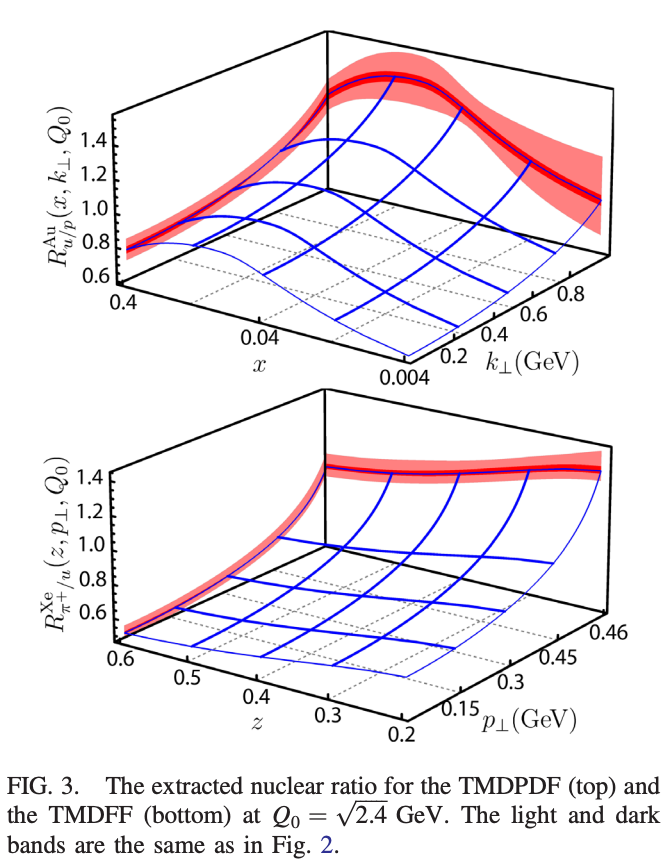 R^{Au}_{u/p}(x, k_⊥, Q_0)
1.4
1.2
1.0
0.8
0.6
0.4
0.04
0.004
x
0.2
0.4
0.6
0.8
k_⊥(GeV)
R^{Xe}_{π+/u}(z, p_⊥, Q_0)
1.4
1.2
1.0
0.8
0.6
0.6
0.5
0.4
0.3
0.2
z
0.15
0.3
0.45
0.46
p_⊥(GeV)
FIG. 3. The extracted nuclear ratio for the TMDPDF (top) and
the TMDFF (bottom) at Q_0 = √2.4 GeV. The light and dark
bands are the same as in Fig. 2.